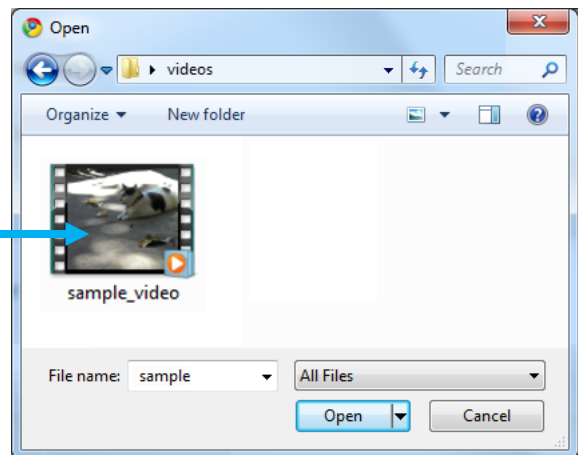 Open
videos
Search
Organize
New folder
sample_video
File name: sample
All Files
Open
Cancel